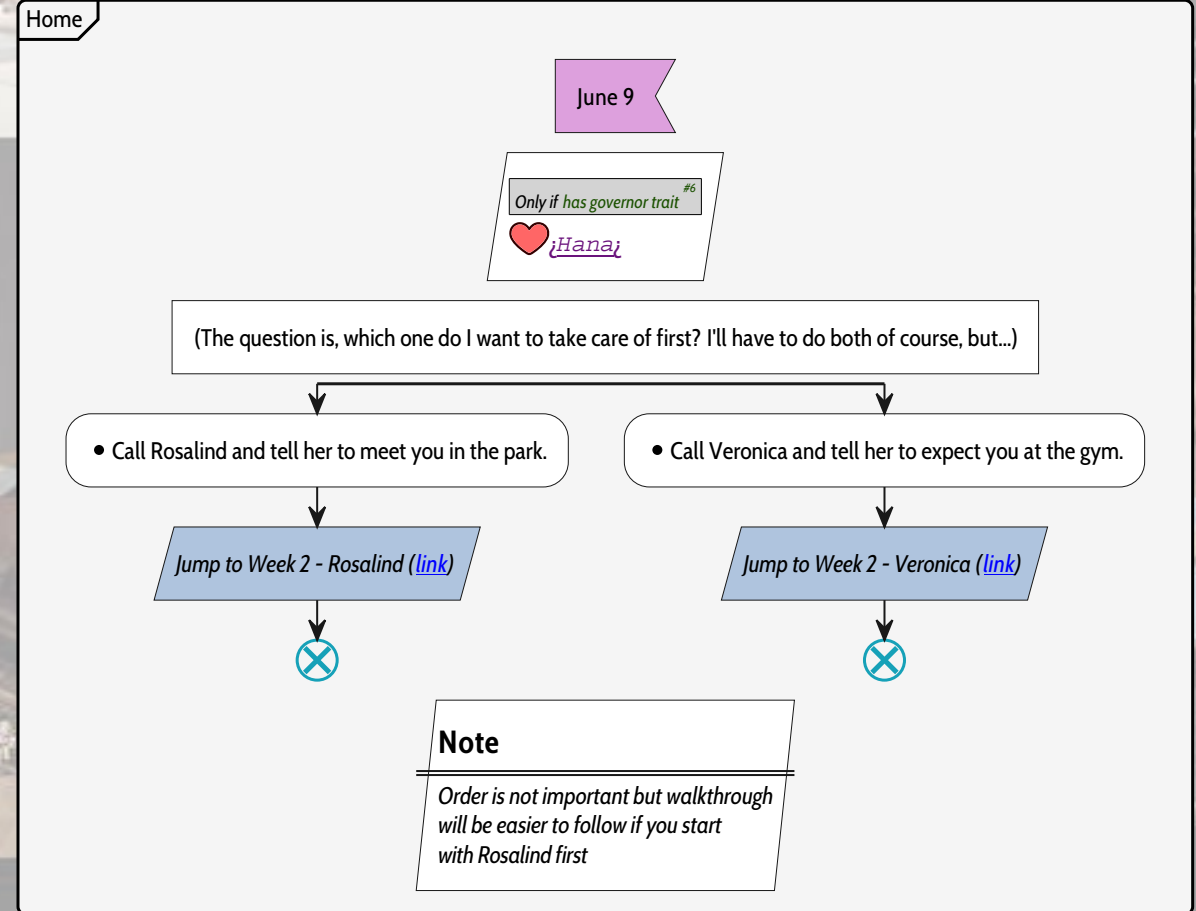 Home
June 9
#6
Only if has governor trait
¡Hana¡
(The question is, which one do I want to take care of first? I'll have to do both of course, but...)
• Call Rosalind and tell her to meet you in the park.
• Call Veronica and tell her to expect you at the gym.
Jump to Week 2 - Rosalind (link)
Jump to Week 2 - Veronica (link)
Note
Order is not important but walkthrough
will be easier to follow if you start
with Rosalind first